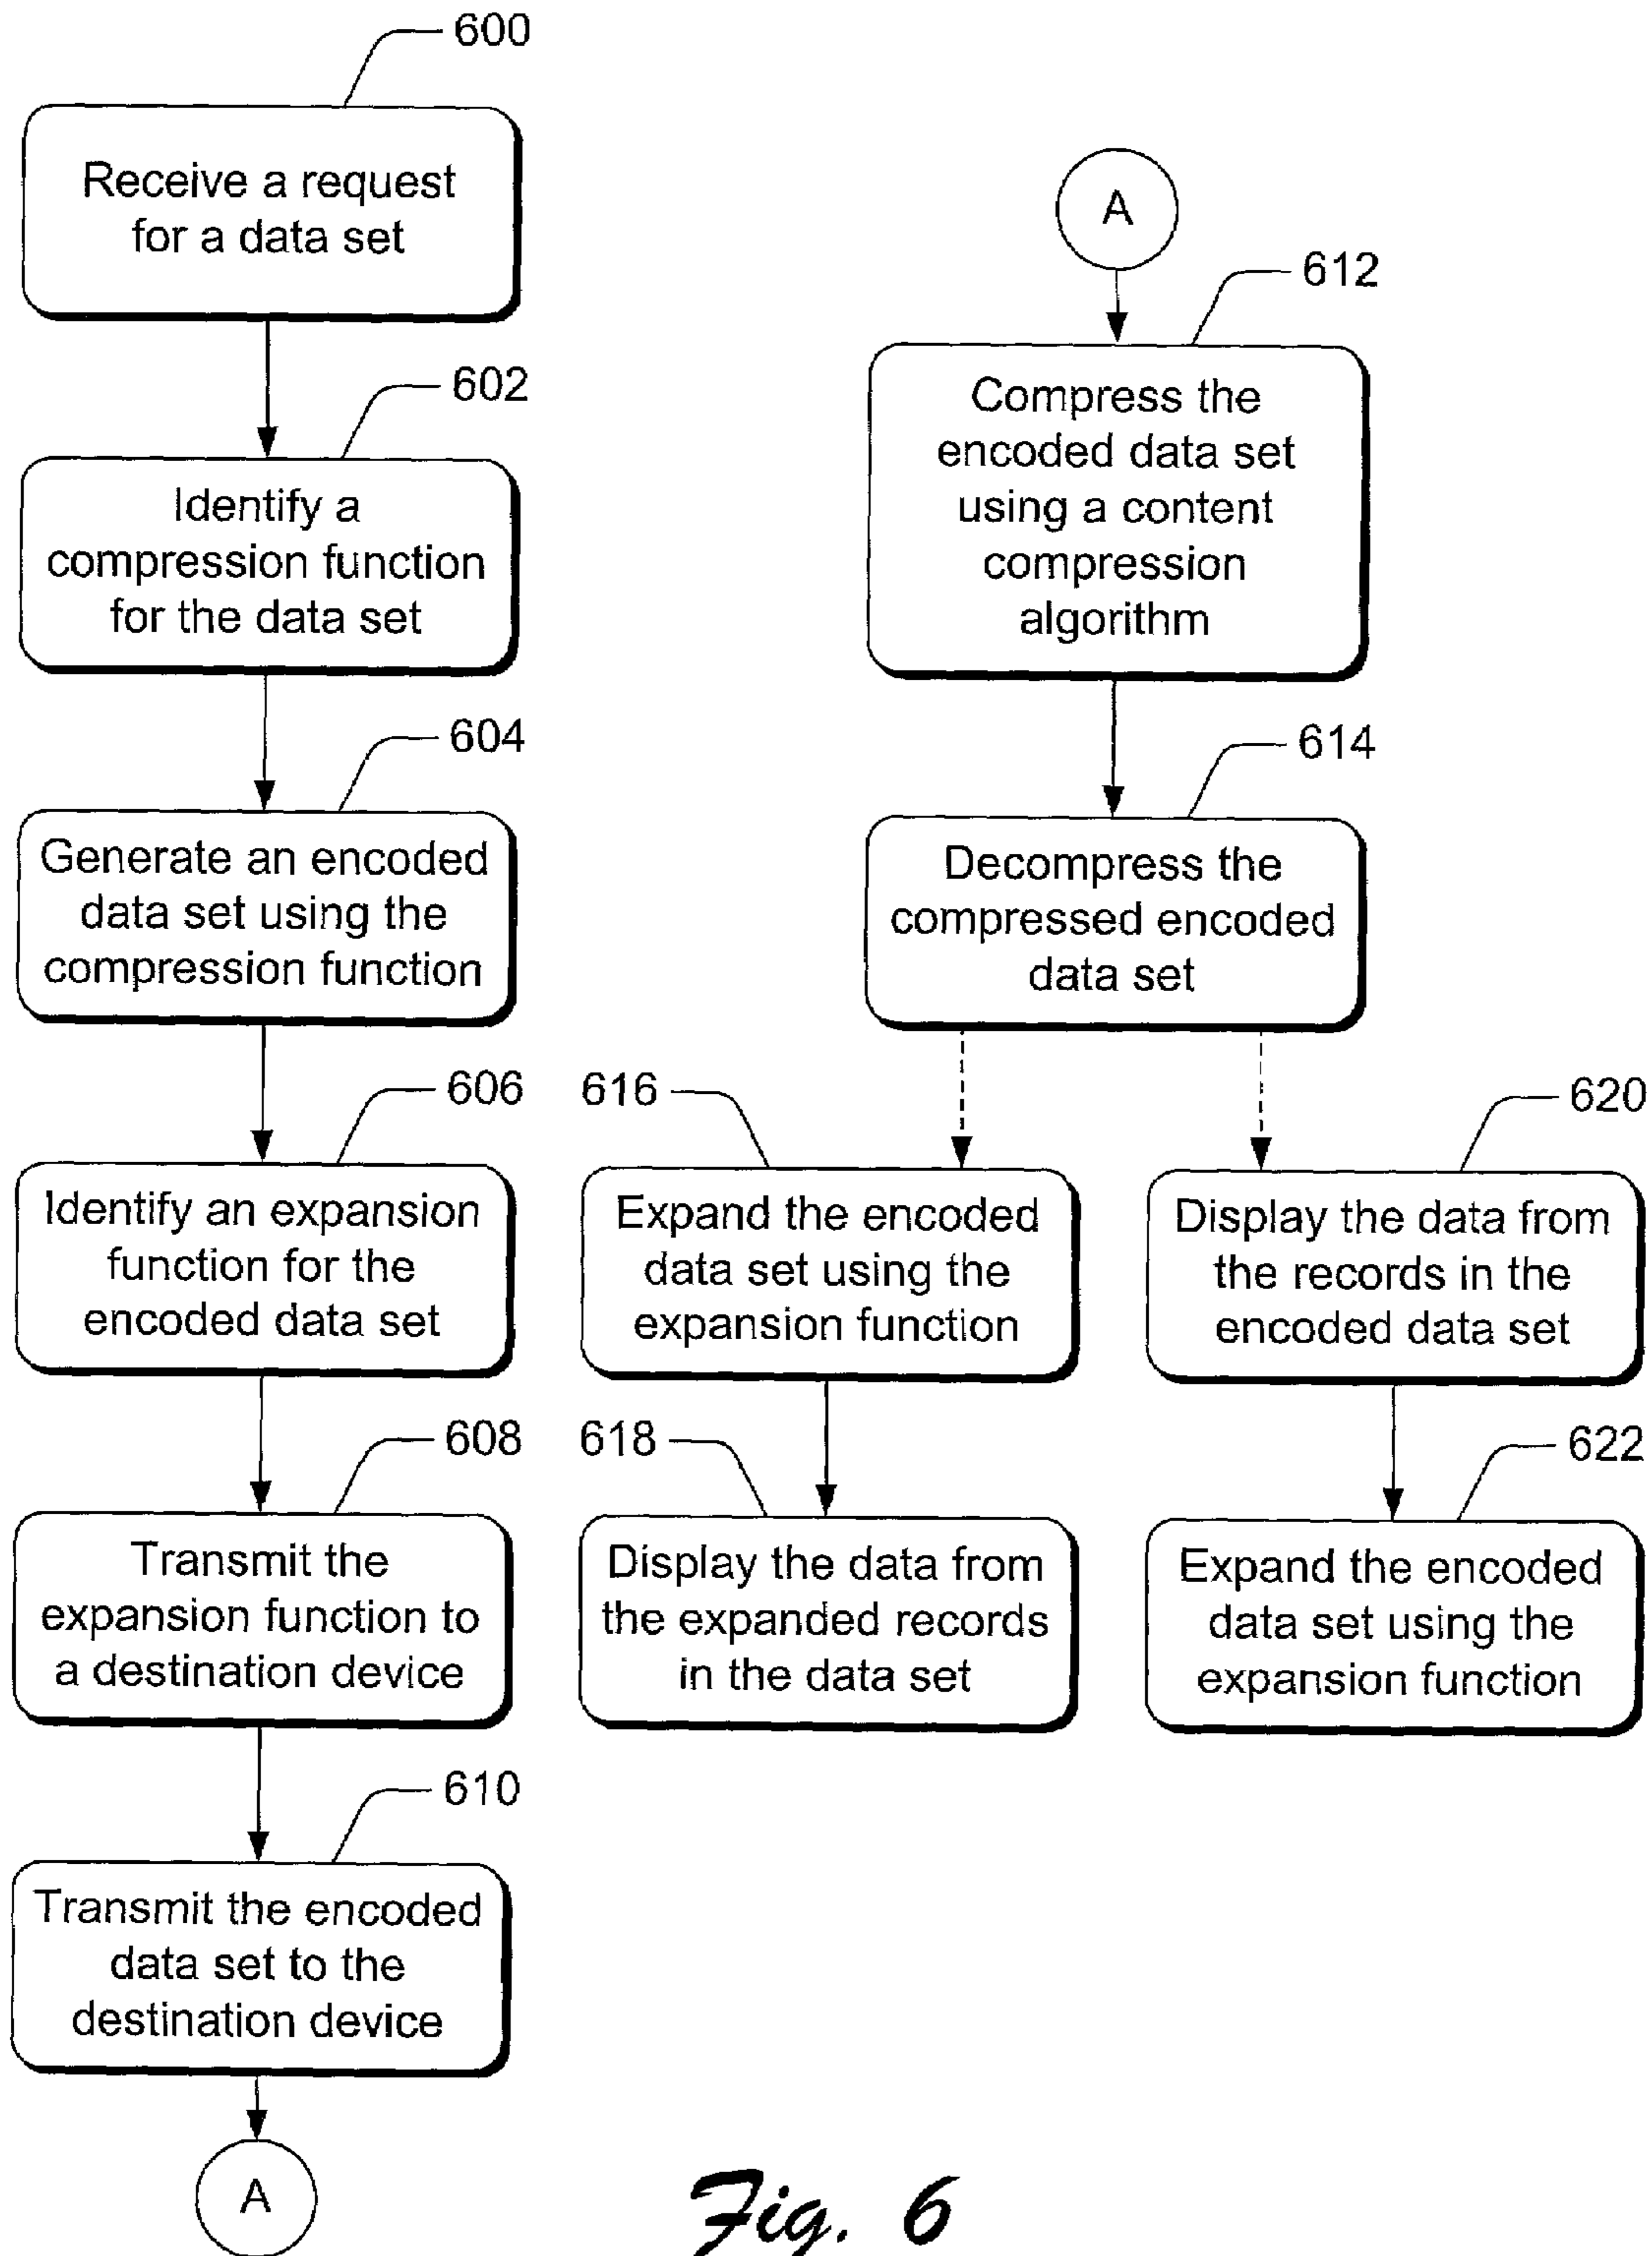 600
Receive a request
for a data set
602
Identify a
compression function
for the data set
604
Generate an encoded
data set using the
compression function
606
Identify an expansion
function for the
encoded data set
608
Transmit the
expansion function to
a destination device
610
Transmit the encoded
data set to the
destination device
A
A
612
Compress the
encoded data set
using a content
compression
algorithm
614
Decompress the
compressed encoded
data set
616
Expand the encoded
data set using the
expansion function
618
Display the data from
the expanded records
in the data set
620
Display the data from
the records in the
encoded data set
622
Expand the encoded
data set using the
expansion function
Fig. 6